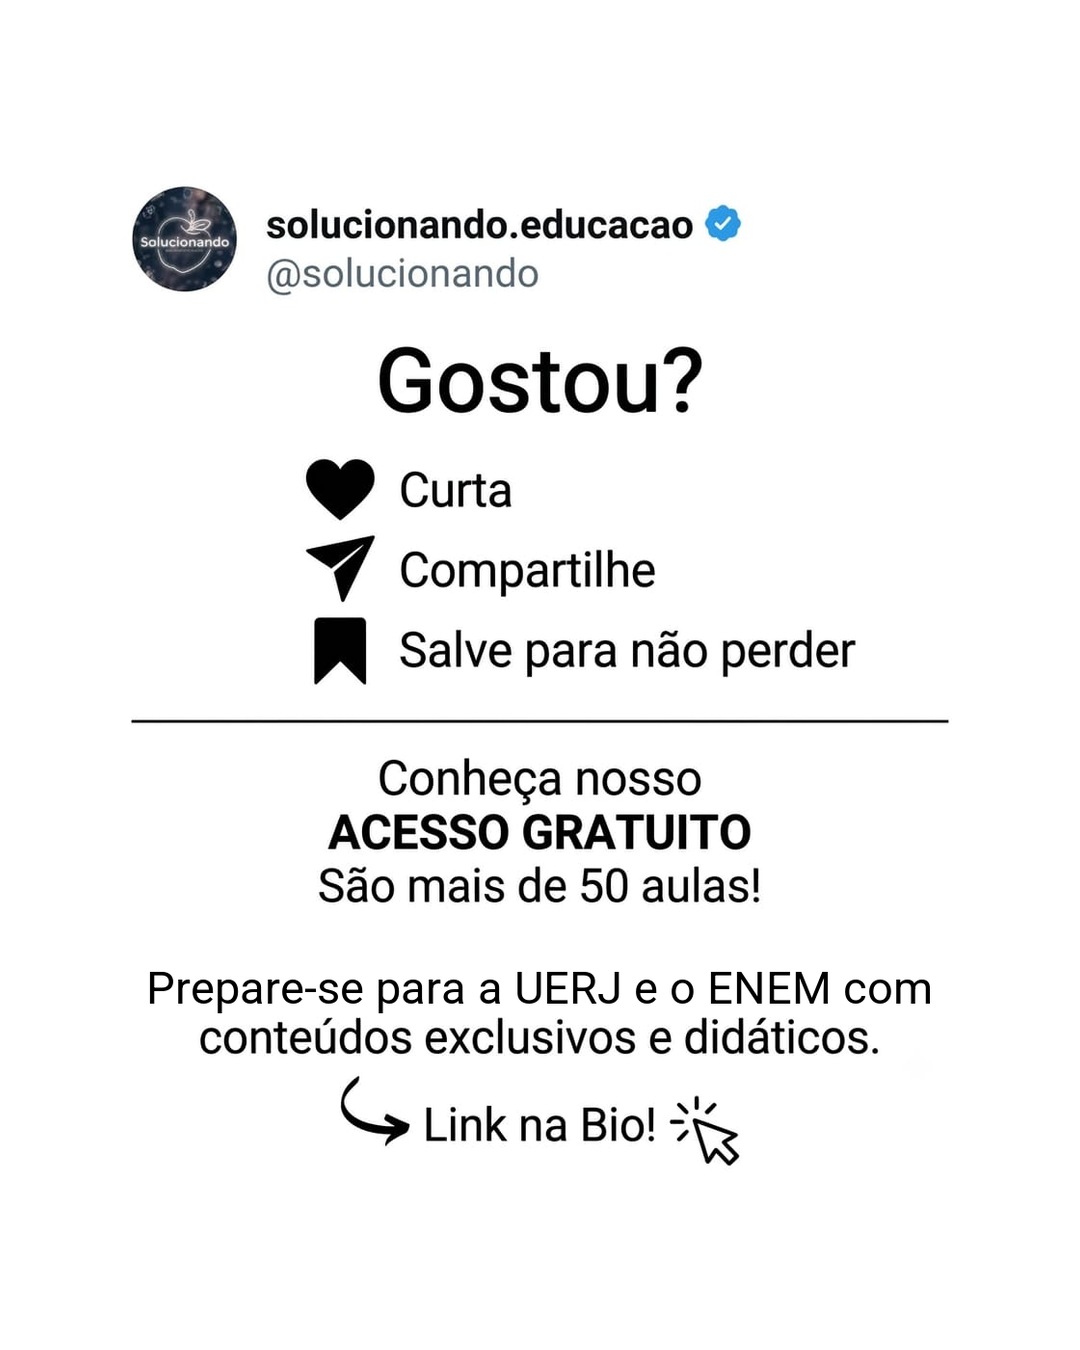 Solucionando
solucionando.educacao
@solucionando
Gostou?
Curta
Compartilhe
Salve para não perder
Conheça nosso
ACESSO GRATUITO
São mais de 50 aulas!
Prepare-se para a UERJ e o ENEM com
conteúdos exclusivos e didáticos.
Link na Bio!